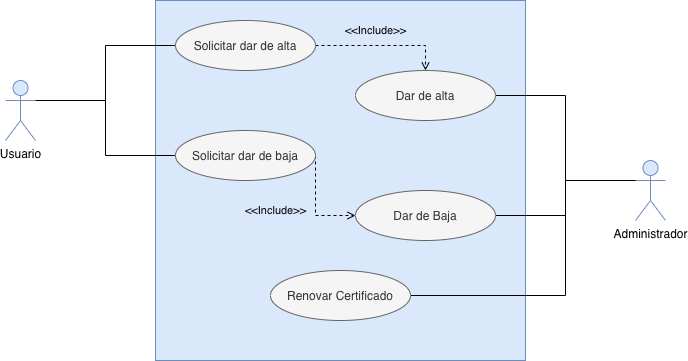 <<Include>>
Solicitar dar de alta
Dar de alta
Usuario
Solicitar dar de baja
<<Include>>
Dar de Baja
Administrador
Renovar Certificado